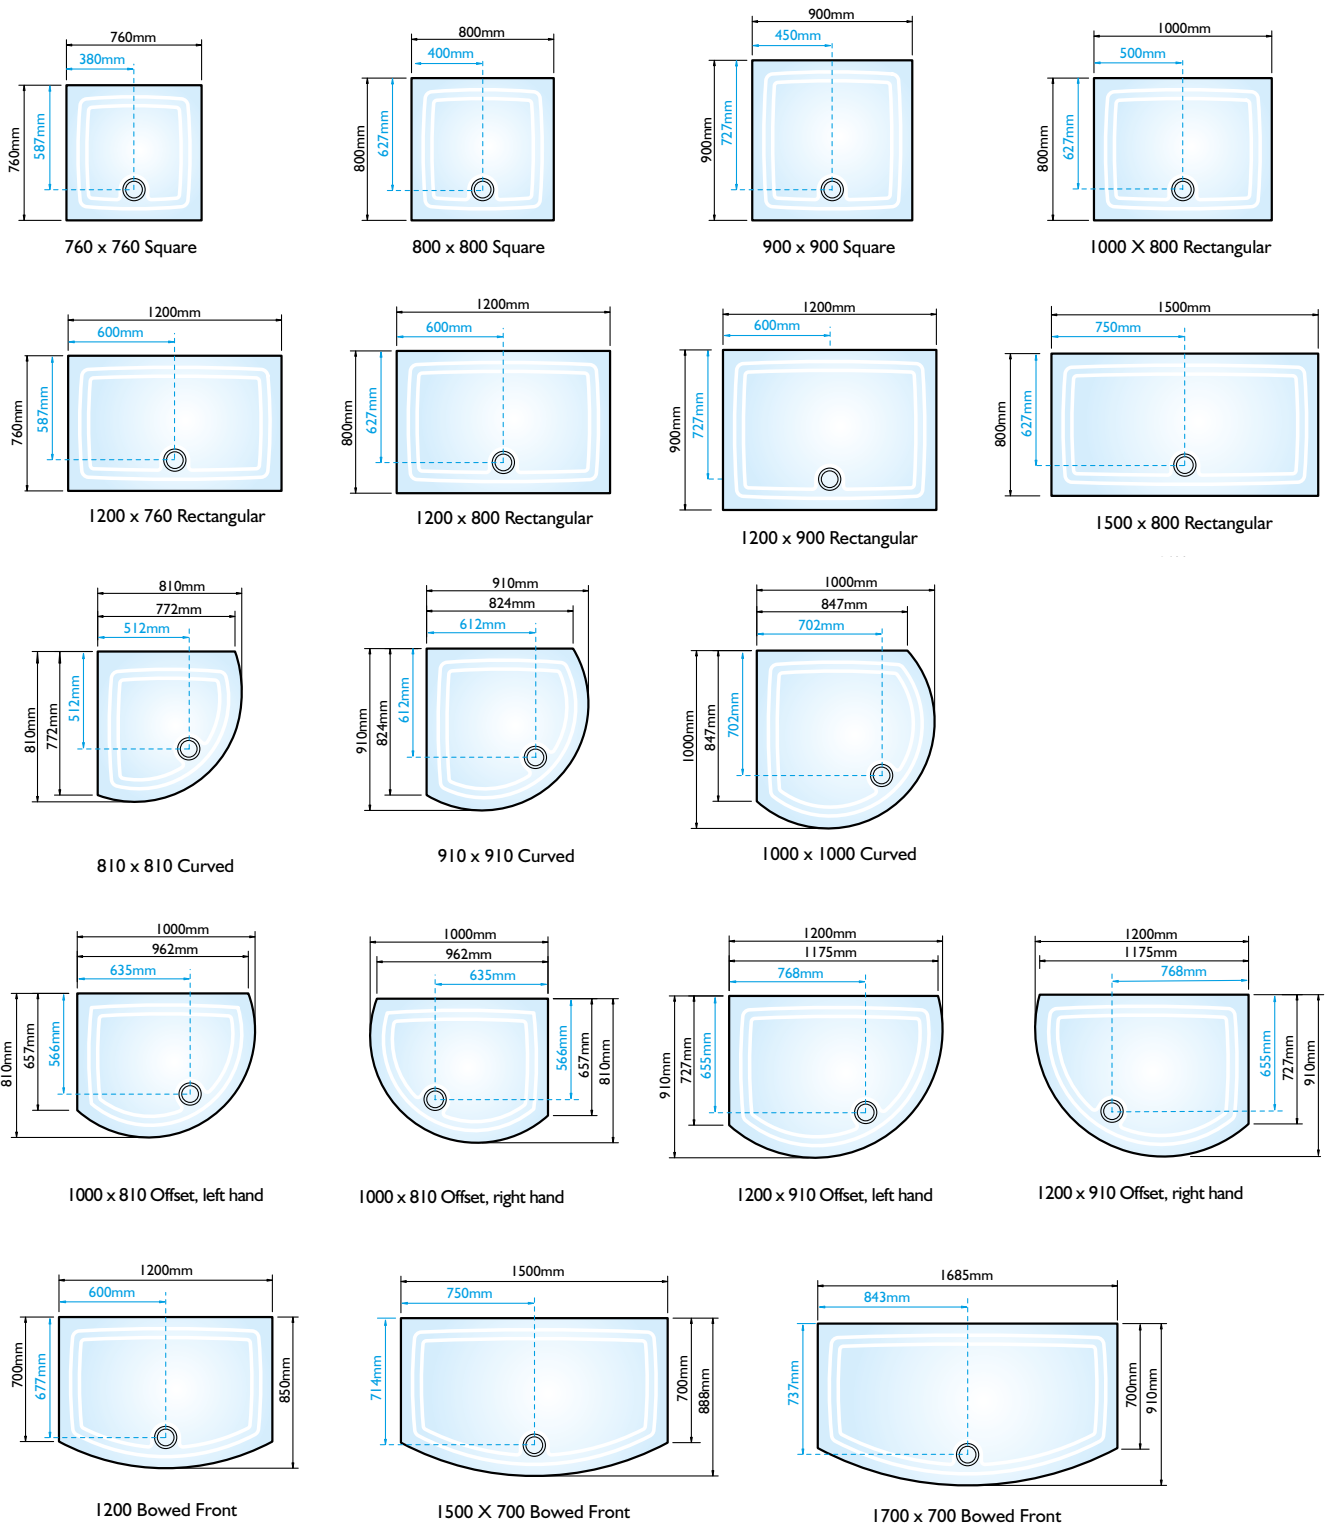 760mm
380mm
760mm
587mm
760 x 760 Square
800mm
400mm
800mm
627mm
800 x 800 Square
900mm
450mm
900mm
727mm
900 x 900 Square
1000mm
500mm
800mm
627mm
1000 X 800 Rectangular
1200mm
600mm
760mm
587mm
1200 x 760 Rectangular
1200mm
600mm
800mm
627mm
1200 x 800 Rectangular
1200mm
600mm
900mm
727mm
1200 x 900 Rectangular
1500mm
750mm
800mm
627mm
1500 x 800 Rectangular
810mm
772mm
512mm
810mm
772mm
512mm
810 x 810 Curved
910mm
824mm
612mm
910mm
824mm
612mm
910 x 910 Curved
1000mm
847mm
702mm
1000mm
847mm
702mm
1000 x 1000 Curved
1000mm
962mm
635mm
810mm
657mm
566mm
1000 x 810 Offset, left hand
1000mm
962mm
635mm
566mm
657mm
810mm
1000 x 810 Offset, right hand
1200mm
1175mm
768mm
910mm
727mm
655mm
1200 x 910 Offset, left hand
1200mm
1175mm
768mm
655mm
727mm
910mm
1200 x 910 Offset, right hand
1200mm
600mm
700mm
677mm
850mm
1200 Bowed Front
1500mm
750mm
714mm
700mm
888mm
1500 X 700 Bowed Front
1685mm
843mm
737mm
700mm
910mm
1700 x 700 Bowed Front